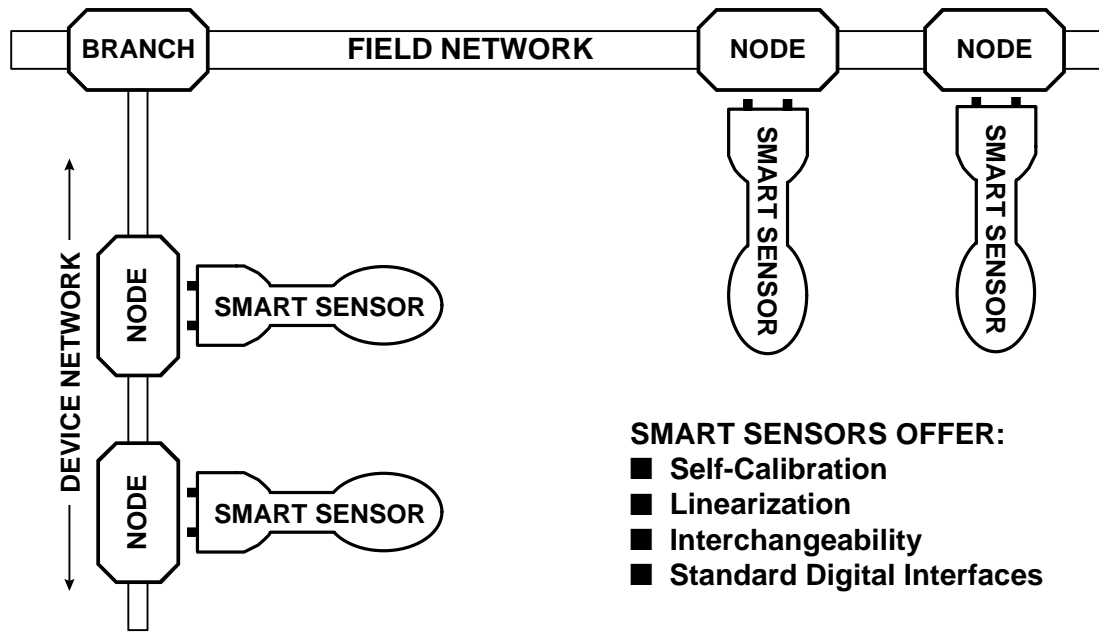 BRANCH
FIELD NETWORK
NODE
NODE
SMART SENSOR
SMART SENSOR
DEVICE NETWORK
NODE
SMART SENSOR
NODE
SMART SENSOR
SMART SENSORS OFFER:
■ Self-Calibration
■ Linearization
■ Interchangeability
■ Standard Digital Interfaces